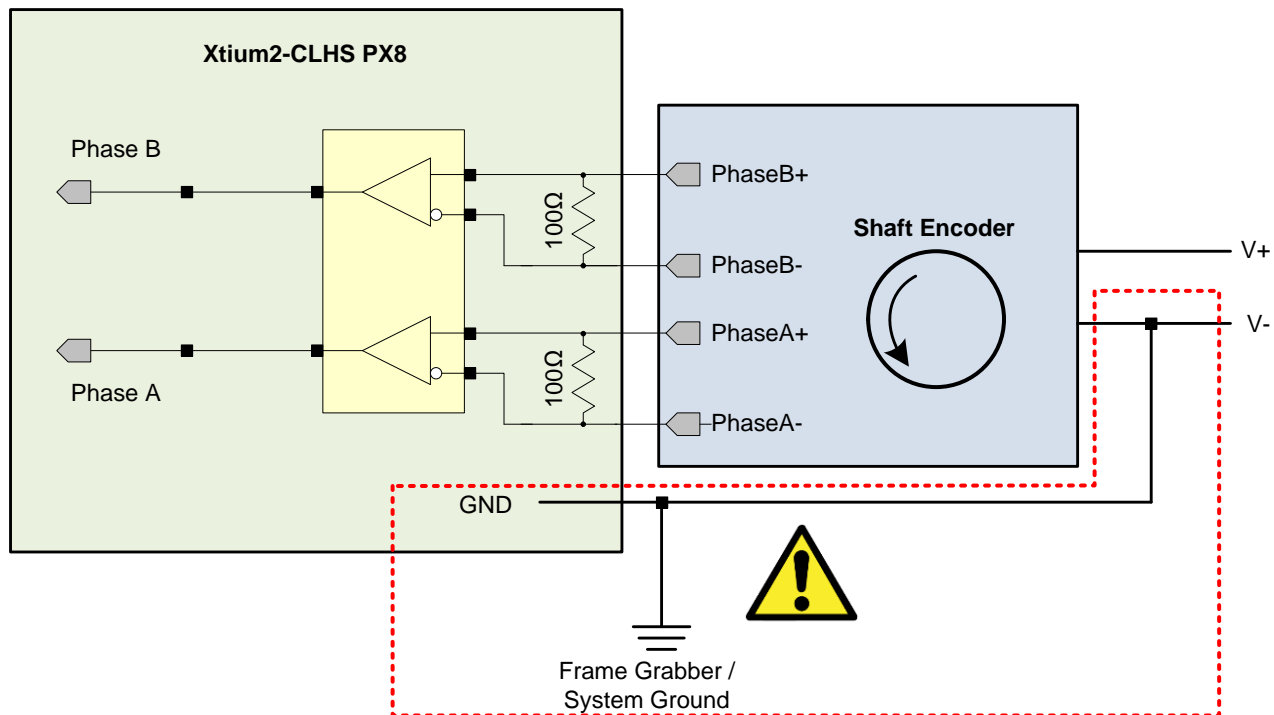 Xtium2-CLHS PX8
Phase B
Phase A
100Ω
100Ω
PhaseB+
PhaseB-
PhaseA+
PhaseA-
Shaft Encoder
V+
V-
GND
Frame Grabber /
System Ground